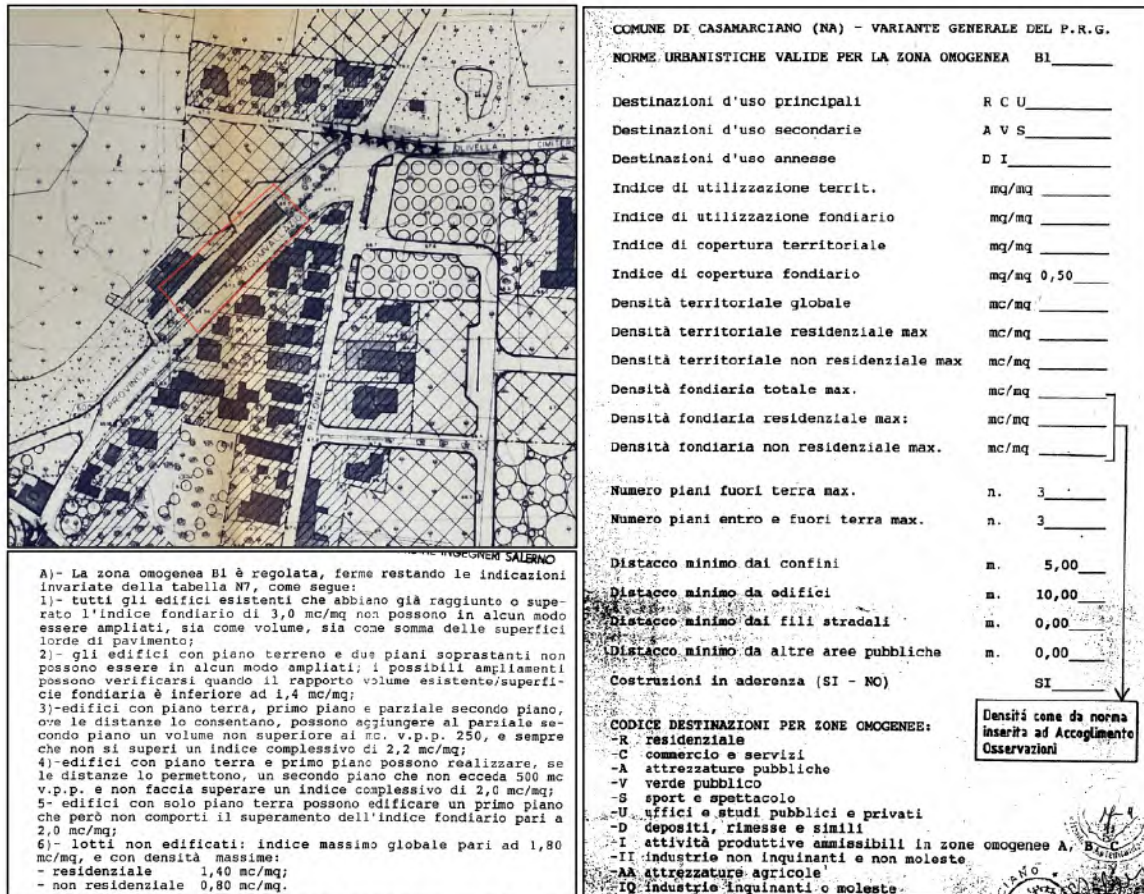 OLIVELLA
CIRCUMVALLAZIO
PROVINCIALE
INGEGNERI SALERNO
A)- La zona omogenea B1 è regolata, ferme restando le indicazioni
invariate della tabella N7, come segue:
1)- tutti gli edifici esistenti che abbiano già raggiunto o supe-
rato l'indice fondiario di 3,0 mc/mq non possono in alcun modo
essere ampliati, sia come volume, sia come somma delle superfici
lorde di pavimento;
2)- gli edifici con piano terreno e due piani soprastanti non
possono essere in alcun modo ampliati; i possibili ampliamenti
possono verificarsi quando il rapporto volume esistente/superfi-
cie fondiaria è inferiore ad 1,4 mc/mq;
3)-edifici con piano terra, primo piano e parziale secondo piano,
ove le distanze lo consentano, possono aggiungere al parziale se-
condo piano un volume non superiore ai mc. v.p.p. 250, e sempre
che non si superi un indice complessivo di 2,2 mc/mq;
4)-edifici con piano terra e primo piano possono realizzare, se
le distanze lo permettono, un secondo piano che non ecceda 500 mc
v.p.p. e non faccia superare un indice complessivo di 2,0 mc/mq;
5- edifici con solo piano terra possono edificare un primo piano
che però non comporti il superamento dell'indice fondiario pari a
2,0 mc/mq;
6)- lotti non edificati: indice massimo globale pari ad 1,80
mc/mq, e con densità massime:
- residenziale 1,40 mc/mq;
- non residenziale 0,80 mc/mq.
COMUNE DI CASAMARCIANO (NA) - VARIANTE GENERALE DEL P.R.G.
NORME URBANISTICHE VALIDE PER LA ZONA OMOGENEA B1
Destinazioni d'uso principali R C U
Destinazioni d'uso secondarie A V S
Destinazioni d'uso annesse D I
Indice di utilizzazione territ. mq/mq
Indice di utilizzazione fondiario mq/mq
Indice di copertura territoriale mq/mq
Indice di copertura fondiario mq/mq 0,50
Densità territoriale globale mc/mq
Densità territoriale residenziale max mc/mq
Densità territoriale non residenziale max mc/mq
Densità fondiaria totale max. mc/mq
Densità fondiaria residenziale max: mc/mq
Densità fondiaria non residenziale max. mc/mq
Numero piani fuori terra max. n. 3
Numero piani entro e fuori terra max. n. 3
Distacco minimo dai confini m. 5,00
Distacco minimo da edifici m. 10,00
Distacco minimo dai fili stradali m. 0,00
Distacco minimo da altre aree pubbliche m. 0,00
Costruzioni in aderenza (SI - NO) SI
Densitá come da norma
inserita ad Accoglimento
Osservazioni
CODICE DESTINAZIONI PER ZONE OMOGENEE:
-R residenziale
-C commercio e servizi
-A attrezzature pubbliche
-V verde pubblico
-S sport e spettacolo
-U uffici e studi pubblici e privati
-D depositi, rimesse e simili
-I attività produttive ammissibili in zone omogenee A, B, C
-II industrie non inquinanti e non moleste
-AA attrezzature agricole
-IQ industrie inquinanti o moleste